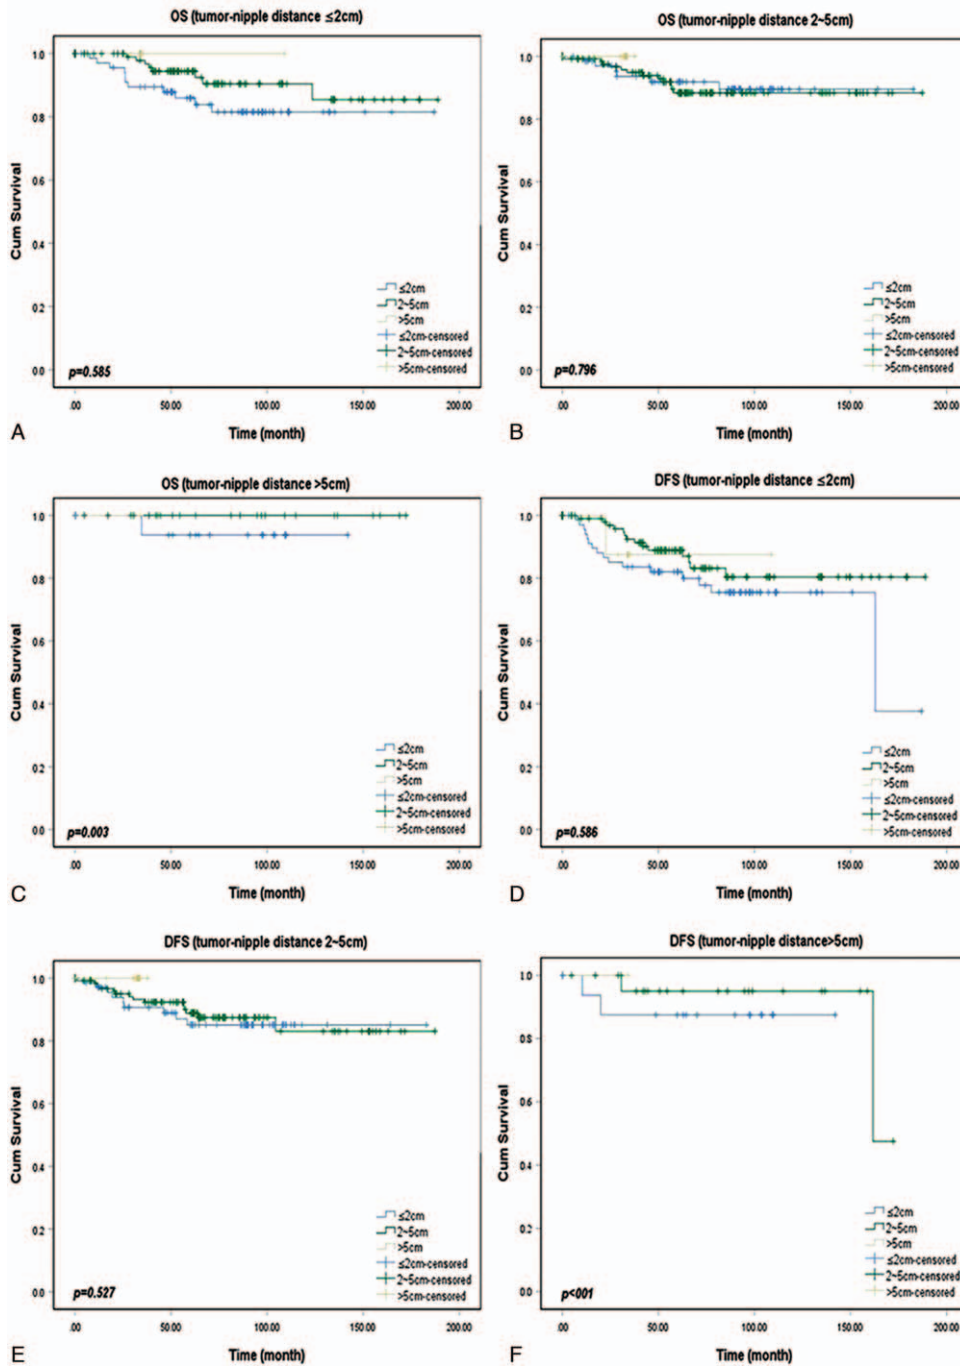 OS (tumor-nipple distance ≤2cm)
Cum Survival
1.0
0.8
0.6
0.4
0.2
0.0
≤2cm
2~5cm
>5cm
≤2cm-censored
2~5cm-censored
>5cm-censored
p=0.585
.00 50.00 100.00 150.00 200.00
Time (month)
A
OS (tumor-nipple distance 2~5cm)
Cum Survival
1.0
0.8
0.6
0.4
0.2
0.0
≤2cm
2~5cm
>5cm
≤2cm-censored
2~5cm-censored
>5cm-censored
p=0.796
.00 50.00 100.00 150.00 200.00
Time (month)
B
OS (tumor-nipple distance >5cm)
Cum Survival
1.0
0.8
0.6
0.4
0.2
0.0
≤2cm
2~5cm
>5cm
≤2cm-censored
2~5cm-censored
>5cm-censored
p=0.003
.00 50.00 100.00 150.00 200.00
Time (month)
C
DFS (tumor-nipple distance ≤2cm)
Cum Survival
1.0
0.8
0.6
0.4
0.2
0.0
≤2cm
2~5cm
>5cm
≤2cm-censored
2~5cm-censored
>5cm-censored
p=0.586
.00 50.00 100.00 150.00 200.00
Time (month)
D
DFS (tumor-nipple distance 2~5cm)
Cum Survival
1.0
0.8
0.6
0.4
0.2
0.0
≤2cm
2~5cm
>5cm
≤2cm-censored
2~5cm-censored
>5cm-censored
p=0.527
.00 50.00 100.00 150.00 200.00
Time (month)
E
DFS (tumor-nipple distance>5cm)
Cum Survival
1.0
0.8
0.6
0.4
0.2
0.0
≤2cm
2~5cm
>5cm
≤2cm-censored
2~5cm-censored
>5cm-censored
p<001
.00 50.00 100.00 150.00 200.00
Time (month)
F